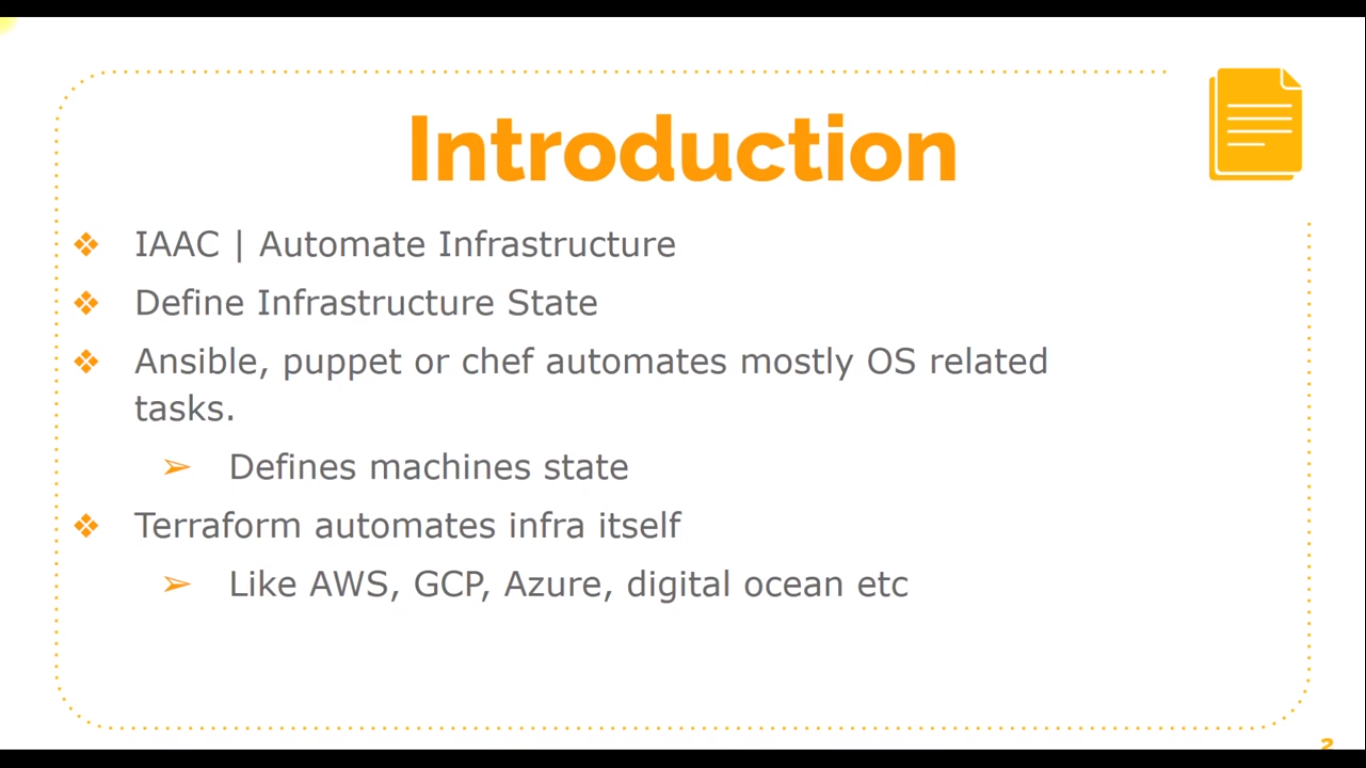 Introduction
❖ IAAC | Automate Infrastructure
❖ Define Infrastructure State
❖ Ansible, puppet or chef automates mostly OS related
tasks.
➢ Defines machines state
❖ Terraform automates infra itself
➢ Like AWS, GCP, Azure, digital ocean etc
2